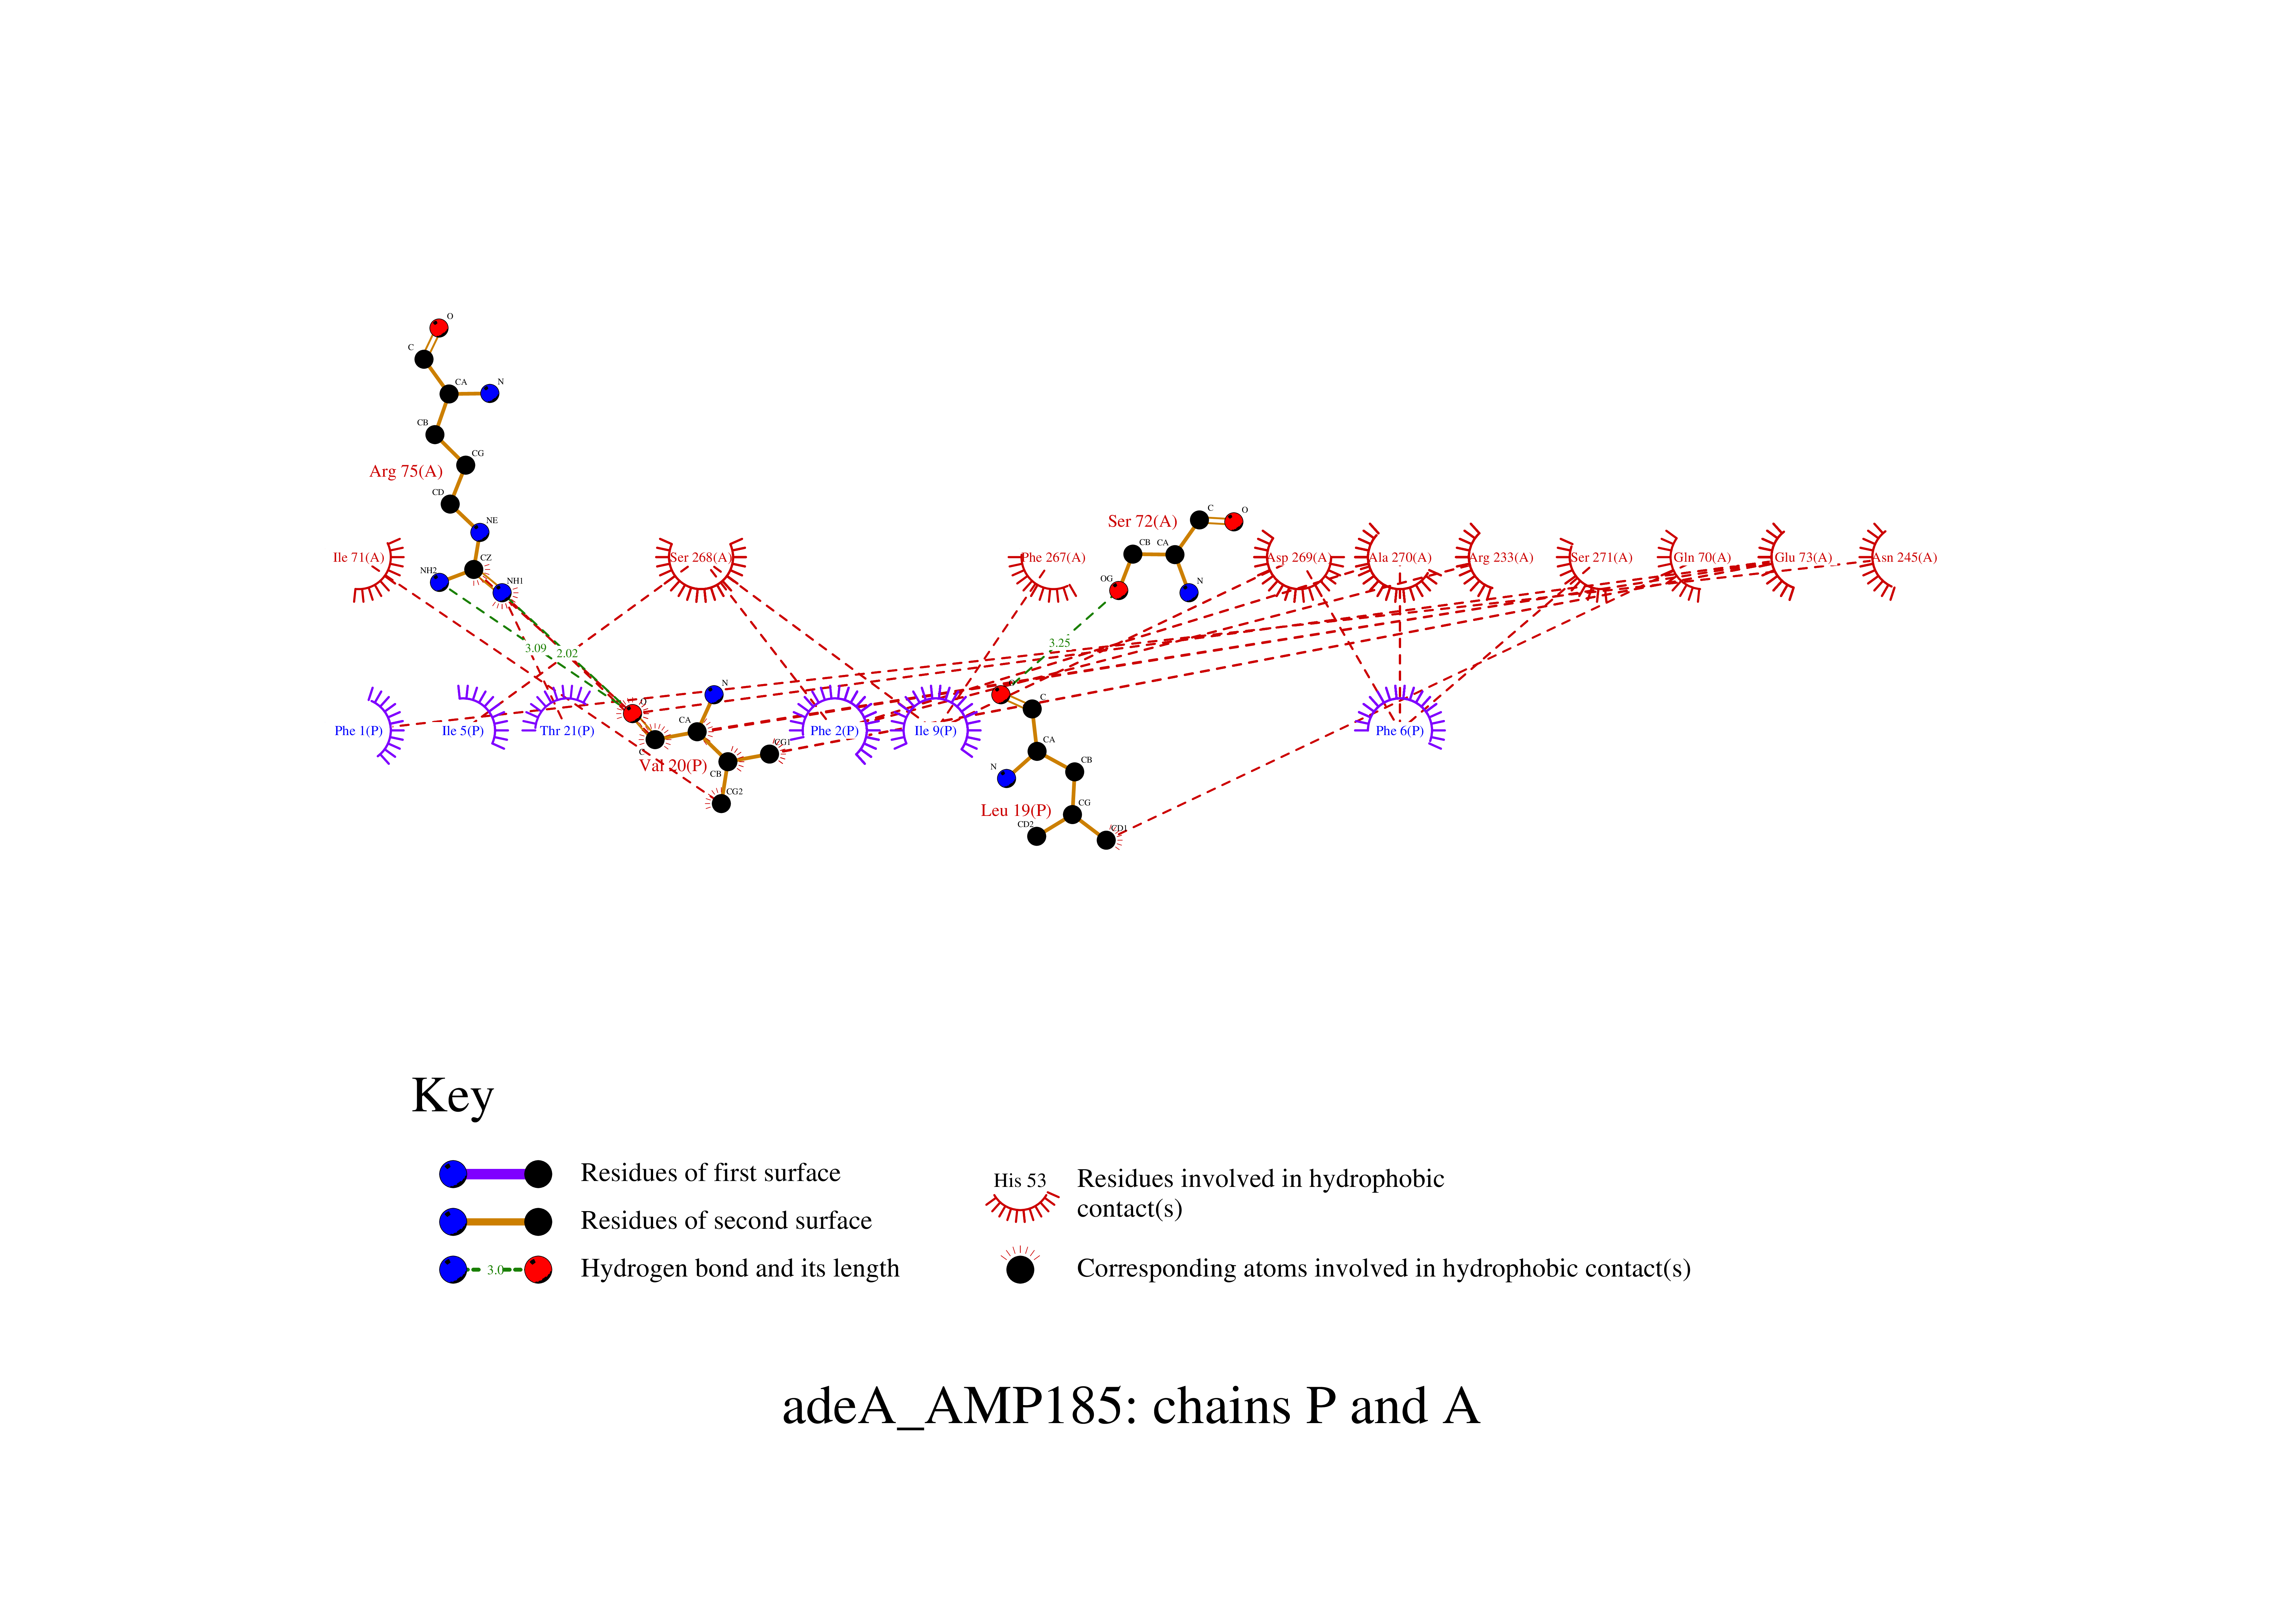 O
C
CA
N
CB
CG
Arg 75(A)
CD
NE
CZ
NH2
NH1
Ser 72(A)
C
O
CB
CA
OG
N
Ile 71(A)
Ser 268(A)
Phe 267(A)
Asp 269(A)
Ala 270(A)
Arg 233(A)
Ser 271(A)
Gln 70(A)
Glu 73(A)
Asn 245(A)
3.09
2.02
3.25
Phe 1(P)
Ile 5(P)
Thr 21(P)
Phe 2(P)
Ile 9(P)
Phe 6(P)
N
O
CA
C
CG1
CB
Val 20(P)
CG2
O
C
CA
N
CB
CG
Leu 19(P)
CD2
CD1
Key
Residues of first surface
Residues of second surface
3.0
Hydrogen bond and its length
His 53
Residues involved in hydrophobic
contact(s)
Corresponding atoms involved in hydrophobic contact(s)
adeA_AMP185: chains P and A